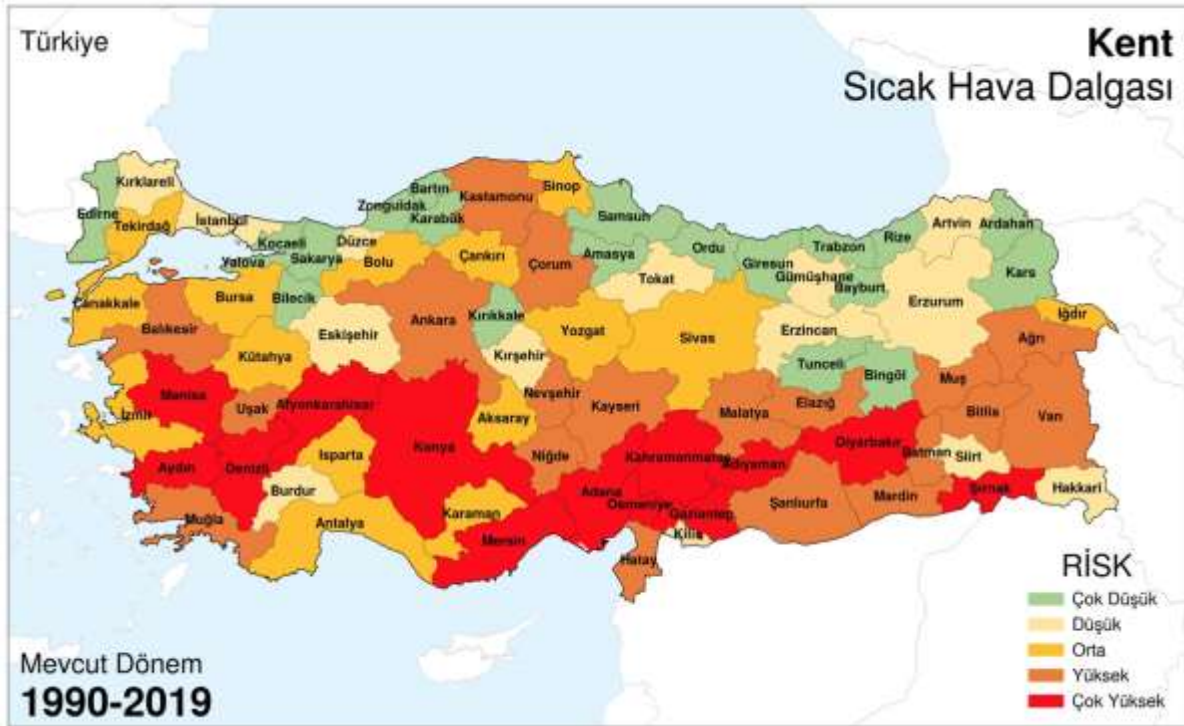 Türkiye
Kent
Sıcak Hava Dalgası
Kırklareli
Edirne
Tekirdağ
İstanbul
Kocaeli
Yalova
Sakarya
Düzce
Zonguldak
Bartın
Karabük
Kastamonu
Sinop
Samsun
Ordu
Giresun
Trabzon
Rize
Artvin
Ardahan
Kars
Çanakkale
Bursa
Bilecik
Bolu
Çankırı
Çorum
Amasya
Tokat
Gümüşhane
Bayburt
Erzurum
Iğdır
Balıkesir
Kütahya
Eskişehir
Ankara
Kırıkkale
Kırşehir
Yozgat
Sivas
Erzincan
Tunceli
Bingöl
Muş
Ağrı
Manisa
İzmir
Uşak
Afyonkarahisar
Konya
Aksaray
Nevşehir
Kayseri
Malatya
Elazığ
Bitlis
Van
Aydın
Denizli
Isparta
Burdur
Niğde
Kahramanmaraş
Adıyaman
Diyarbakır
Batman
Siirt
Şırnak
Hakkari
Muğla
Antalya
Karaman
Mersin
Adana
Osmaniye
Gaziantep
Kilis
Hatay
Şanlıurfa
Mardin
RİSK
Çok Düşük
Düşük
Orta
Yüksek
Çok Yüksek
Mevcut Dönem
1990-2019